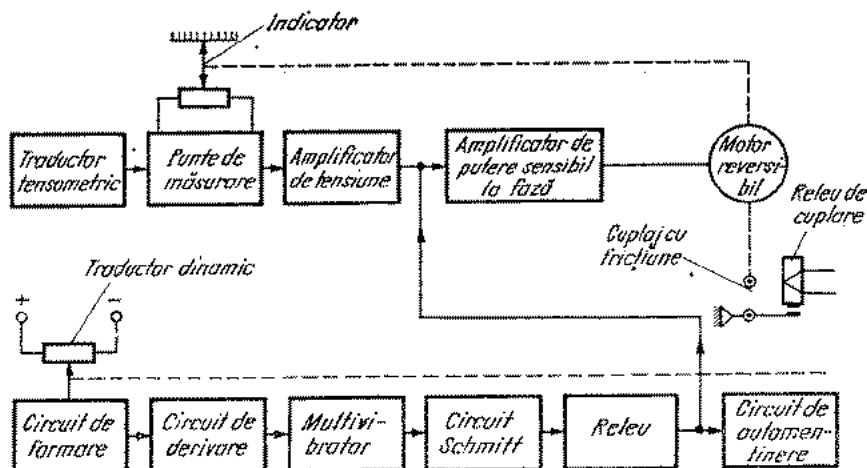 Indicator
Traductor
tensometric
Punte de
măsurare
Amplificator
de tensiune
Amplificator de
putere sensibil
la fază
Motor
reversi-
bil
Releu de
cuplare
Cuplaj cu
fricțiune
Traductor dinamic
+
−
Circuit de
formare
Circuit de
derivare
Multivi-
brator
Circuit
Schmitt
Releu
Circuit de
automen-
ținere